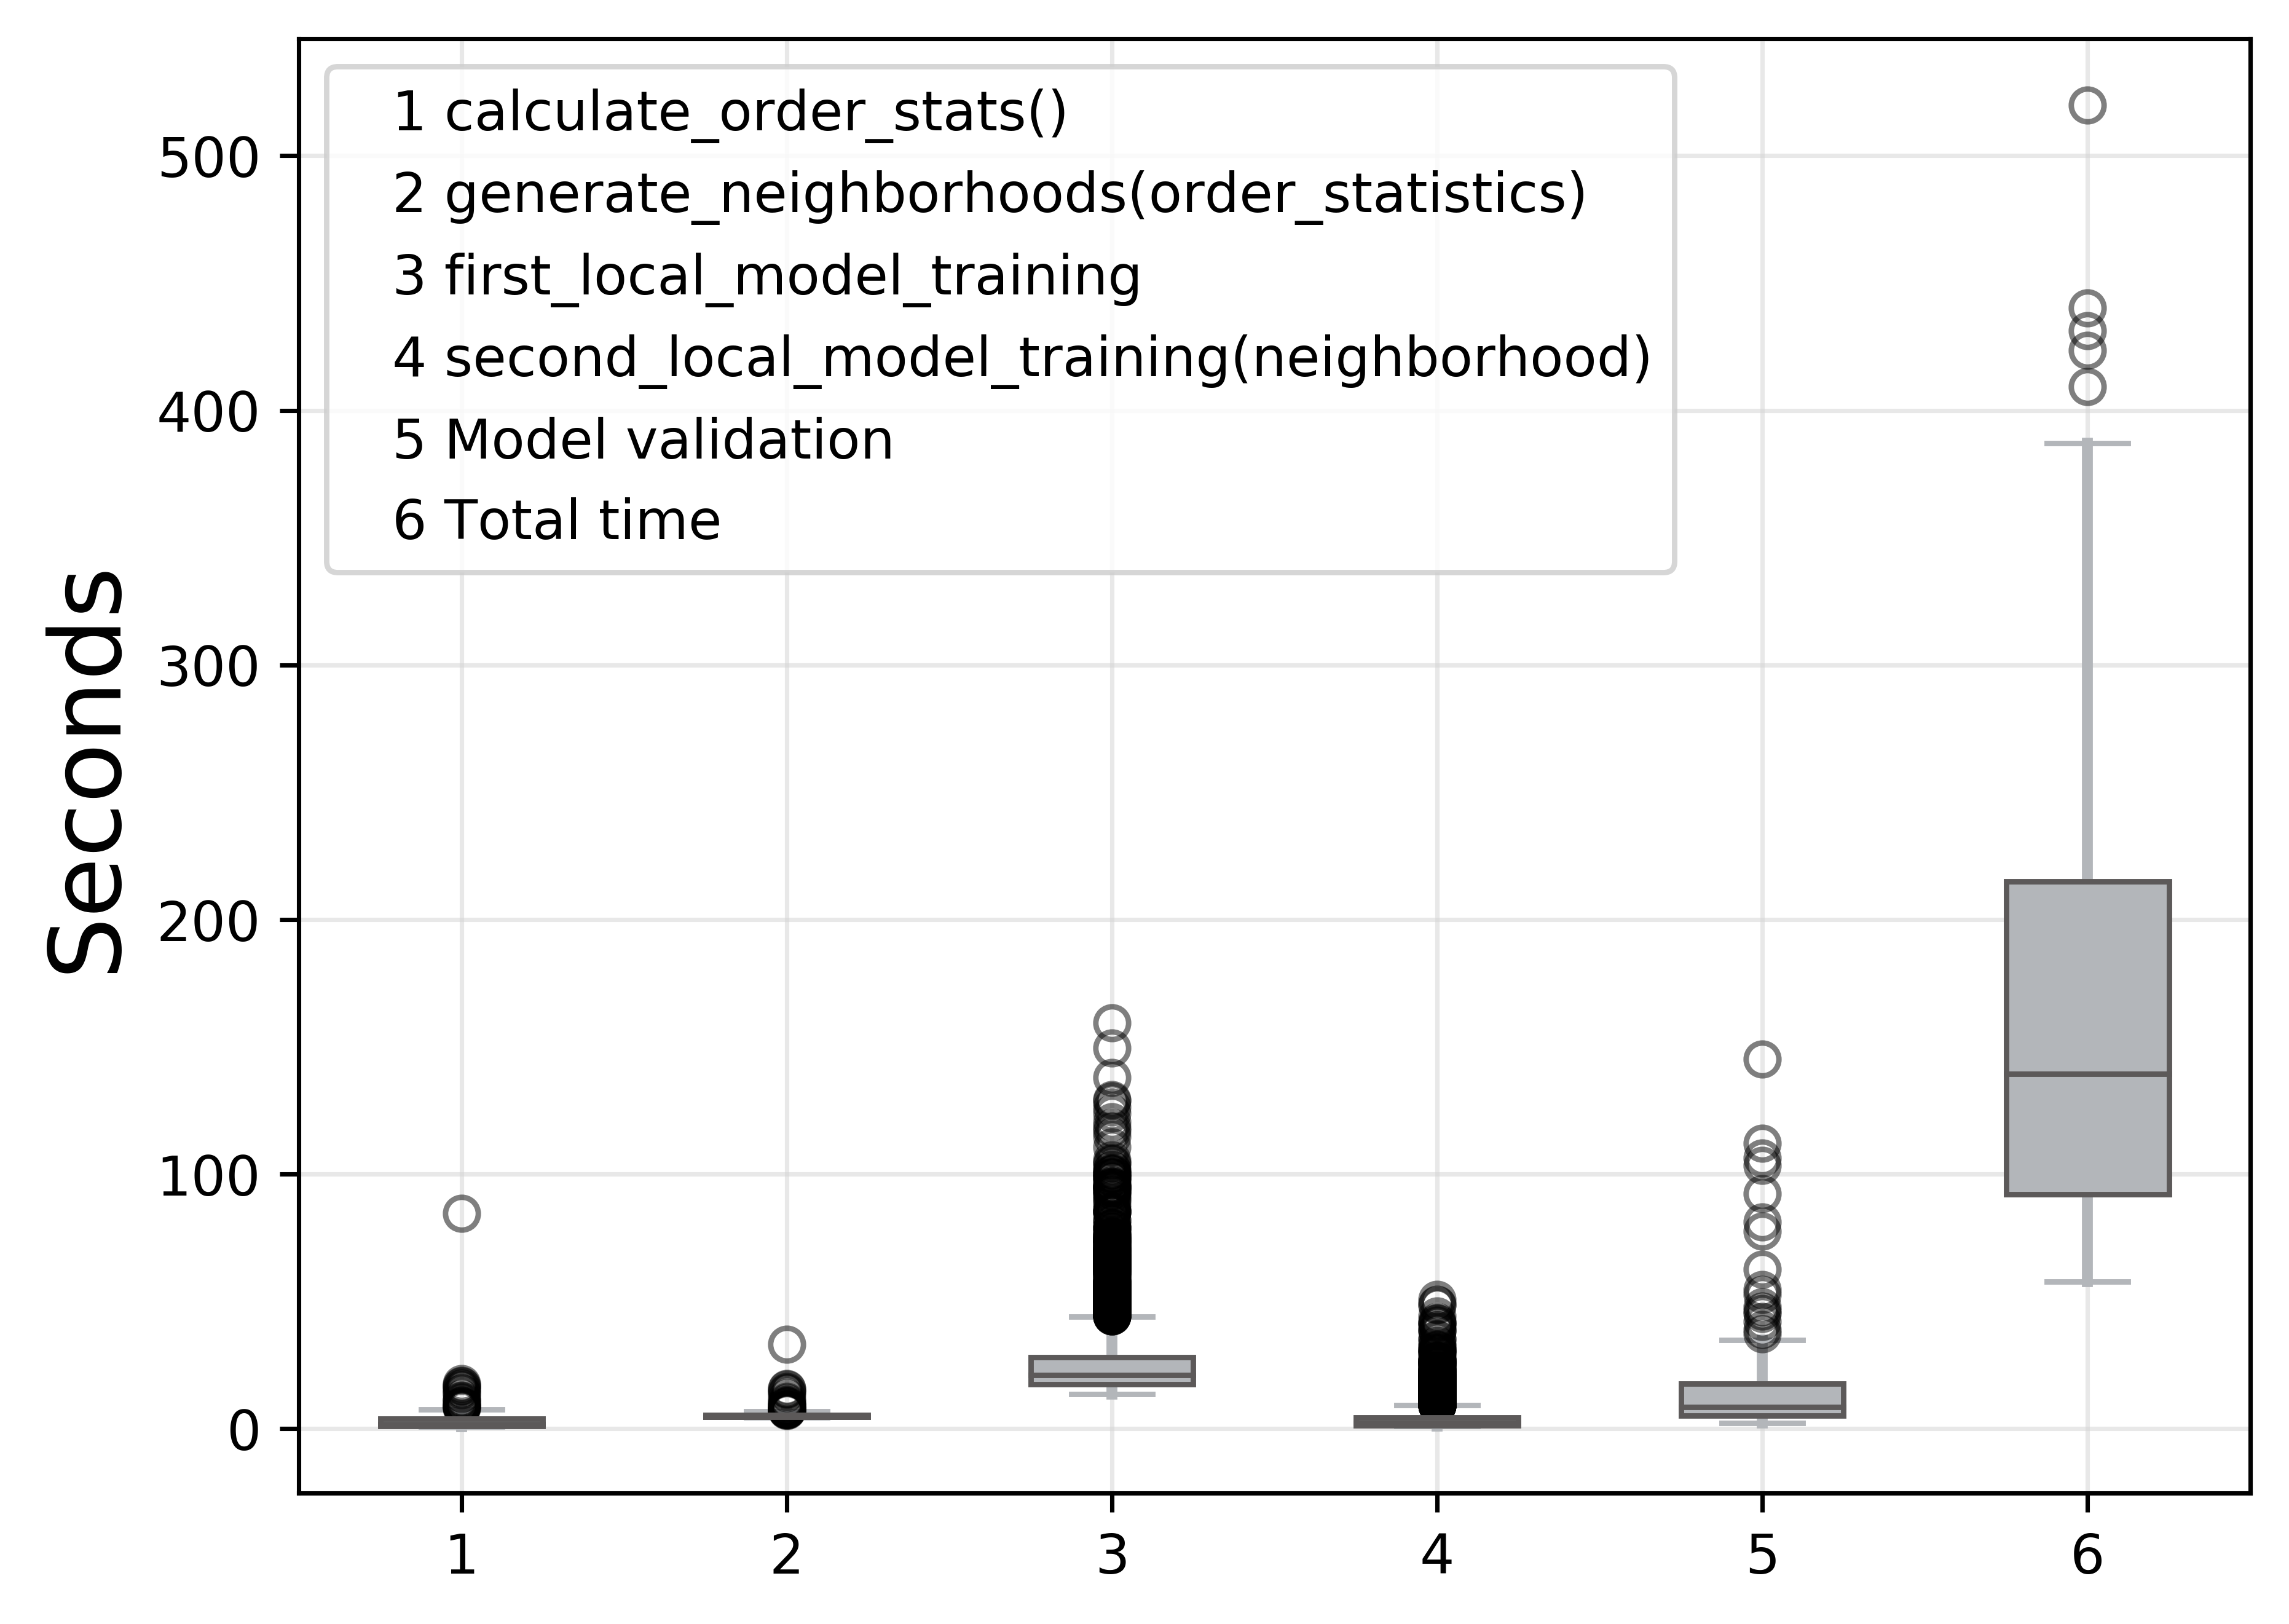 1 calculate_order_stats()
2 generate_neighborhoods(order_statistics)
3 first_local_model_training
4 second_local_model_training(neighborhood)
5 Model validation
6 Total time
Seconds
500
400
300
200
100
0
1 2 3 4 5 6